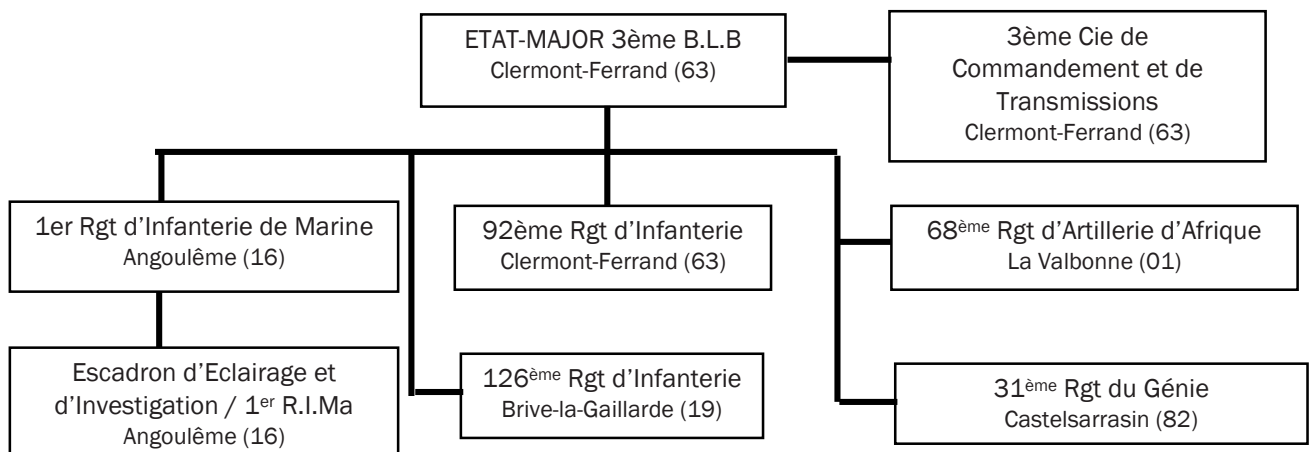 ETAT-MAJOR 3ème B.L.B
Clermont-Ferrand (63)
3ème Cie de
Commandement et de
Transmissions
Clermont-Ferrand (63)
1er Rgt d’Infanterie de Marine
Angoulême (16)
92ème Rgt d’Infanterie
Clermont-Ferrand (63)
68ème Rgt d’Artillerie d’Afrique
La Valbonne (01)
Escadron d’Eclairage et
d’Investigation / 1er R.I.Ma
Angoulême (16)
126ème Rgt d’Infanterie
Brive-la-Gaillarde (19)
31ème Rgt du Génie
Castelsarrasin (82)